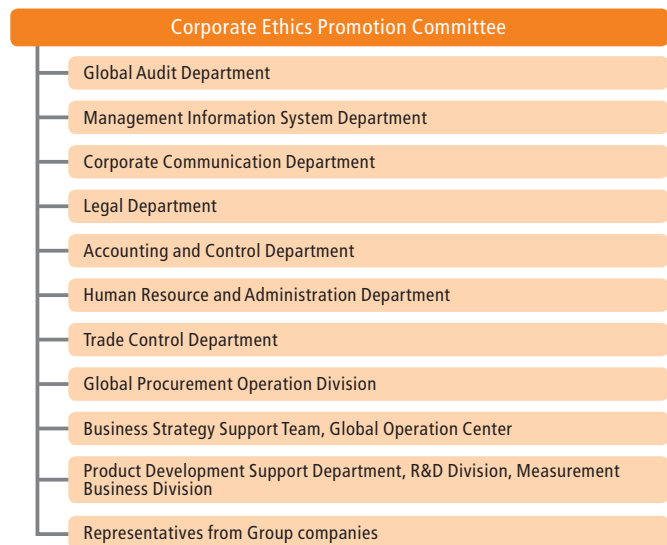 Corporate Ethics Promotion Committee
Global Audit Department
Management Information System Department
Corporate Communication Department
Legal Department
Accounting and Control Department
Human Resource and Administration Department
Trade Control Department
Global Procurement Operation Division
Business Strategy Support Team, Global Operation Center
Product Development Support Department, R&D Division, Measurement
Business Division
Representatives from Group companies